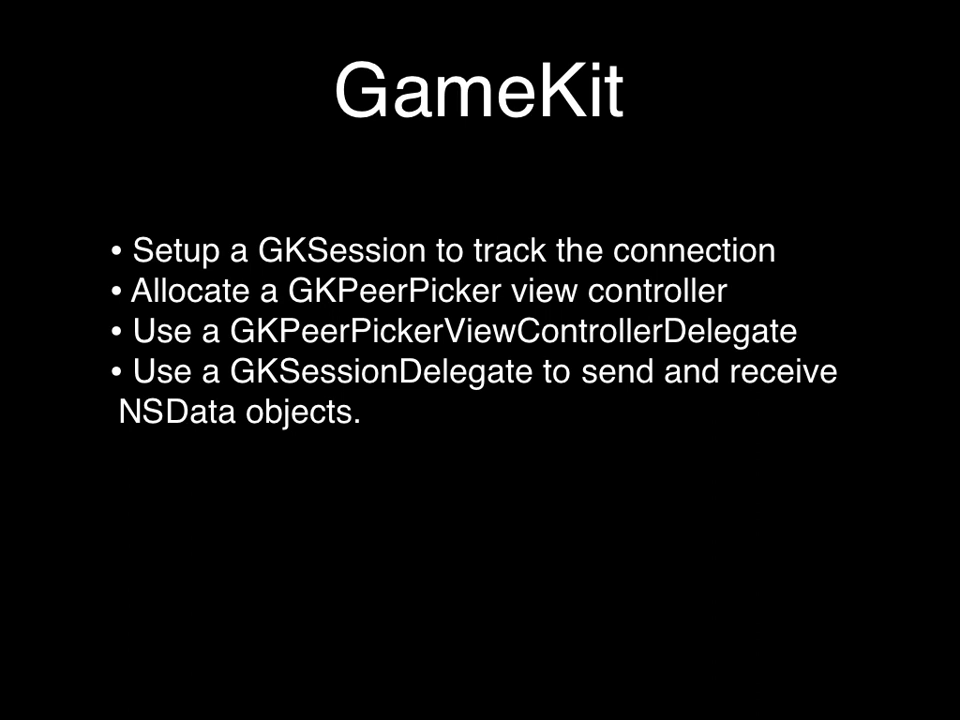 GameKit
• Setup a GKSession to track the connection
• Allocate a GKPeerPicker view controller
• Use a GKPeerPickerViewControllerDelegate
• Use a GKSessionDelegate to send and receive
NSData objects.